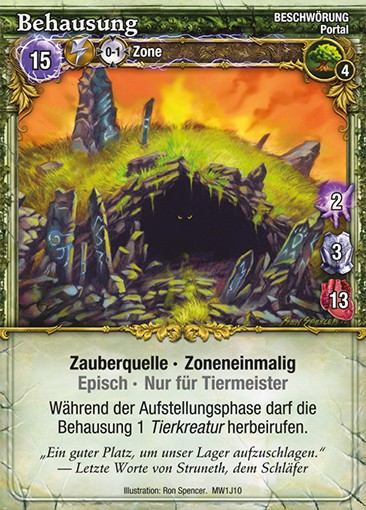 Behausung
BESCHWÖRUNG
Portal
15
0-1
Zone
4
2
3
13
RON SPENCER
Zauberquelle · Zoneneinmalig
Episch · Nur für Tiermeister
Während der Aufstellungsphase darf die
Behausung 1 Tierkreatur herbeirufen.
„Ein guter Platz, um unser Lager aufzuschlagen.“
— Letzte Worte von Struneth, dem Schläfer
Illustration: Ron Spencer. MW1J10